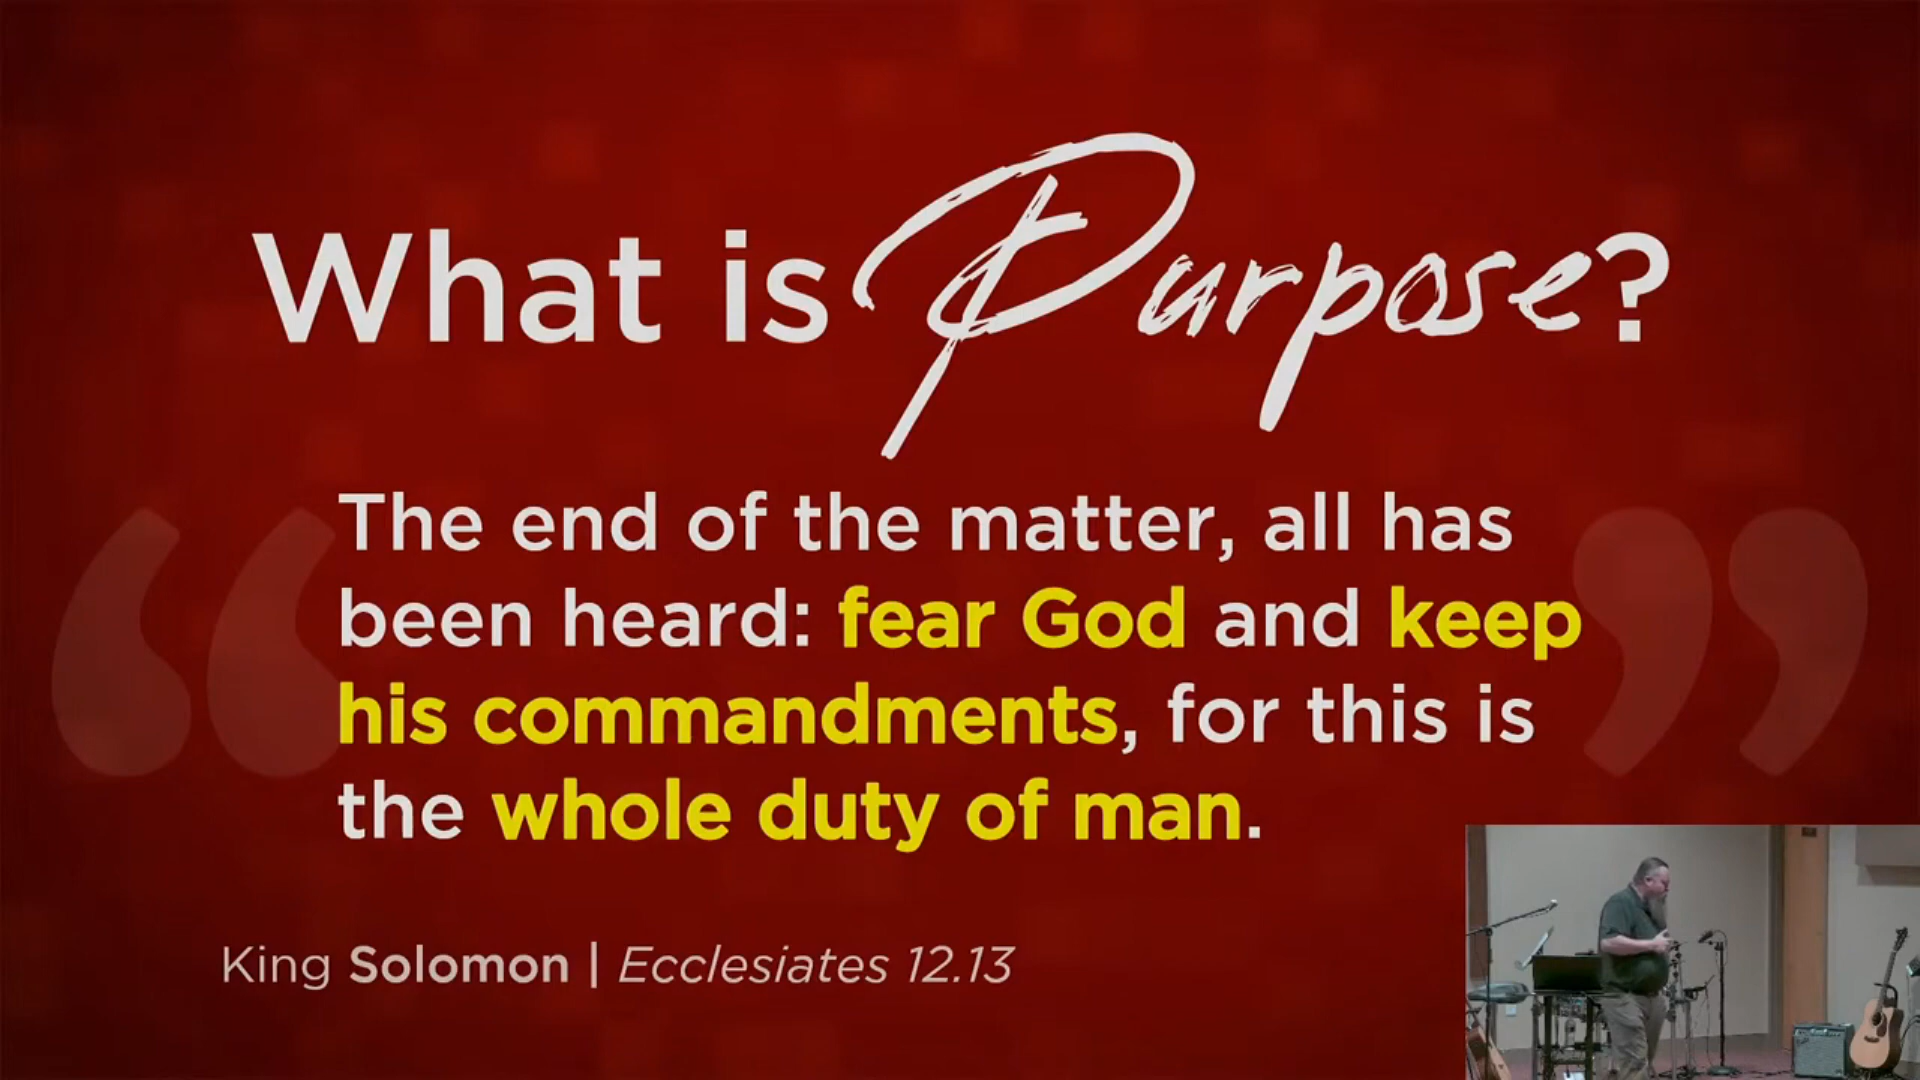 What is Purpose?
The end of the matter, all has
been heard: fear God and keep
his commandments, for this is
the whole duty of man.
King Solomon | Ecclesiates 12.13